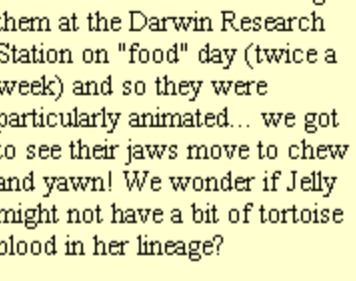 them at the Darwin Research
Station on "food" day (twice a
week) and so they were
particularly animated... we got
to see their jaws move to chew
and yawn! We wonder if Jelly
might not have a bit of tortoise
blood in her lineage?